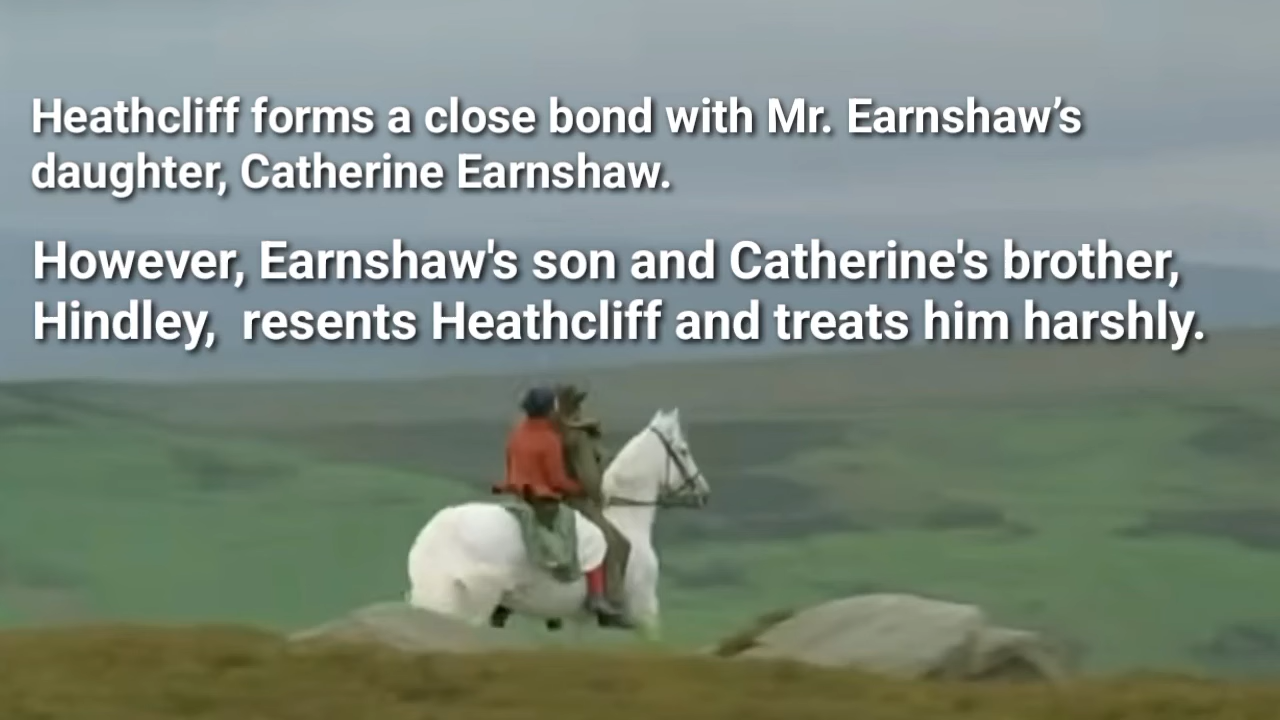 Heathcliff forms a close bond with Mr. Earnshaw’s
daughter, Catherine Earnshaw.
However, Earnshaw's son and Catherine's brother,
Hindley,  resents Heathcliff and treats him harshly.